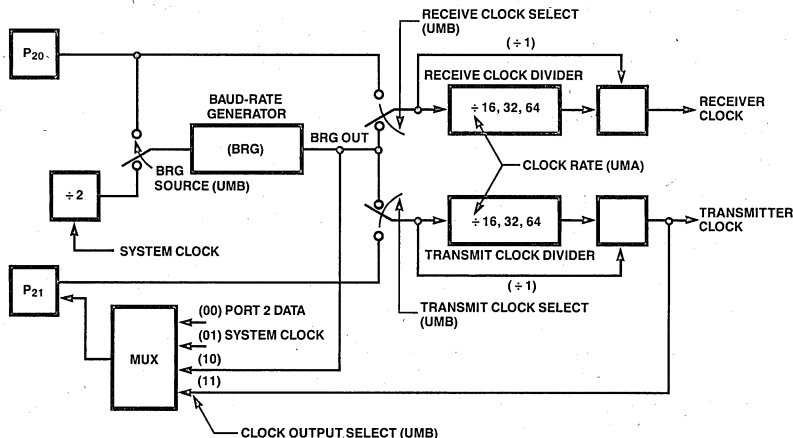 RECEIVE CLOCK SELECT
(UMB)
(÷1)
P20
RECEIVE CLOCK DIVIDER
BAUD-RATE
GENERATOR
÷16, 32, 64
RECEIVER
CLOCK
BRG OUT
(BRG)
CLOCK RATE (UMA)
BRG
SOURCE (UMB)
÷2
÷16, 32, 64
TRANSMITTER
CLOCK
SYSTEM CLOCK
TRANSMIT CLOCK DIVIDER
P21
(÷1)
(00) PORT 2 DATA
TRANSMIT CLOCK SELECT
(UMB)
(01) SYSTEM CLOCK
MUX
(10)
(11)
CLOCK OUTPUT SELECT (UMB)